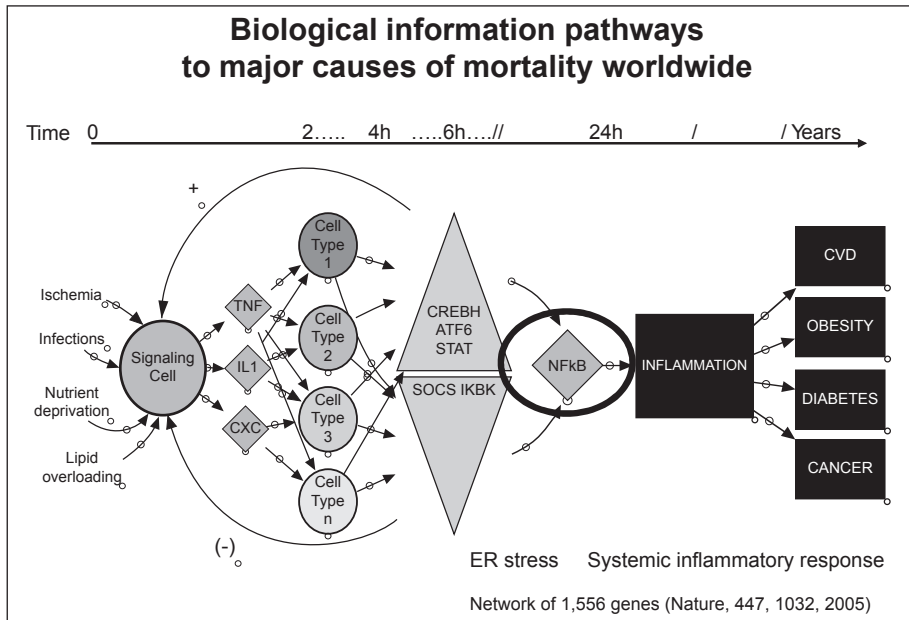 Biological information pathways
to major causes of mortality worldwide
Time 0 2….. 4h …..6h….// 24h / / Years
+
Cell
Type
1
CVD
Ischemia
TNF
CREBH
ATF6
STAT
OBESITY
Infections
Signaling
Cell
IL1
Cell
Type
2
NFkB
INFLAMMATION
SOCS IKBK
Nutrient
deprivation
CXC
Cell
Type
3
DIABETES
Lipid
overloading
Cell
Type
n
CANCER
(-)
ER stress Systemic inflammatory response
Network of 1,556 genes (Nature, 447, 1032, 2005)